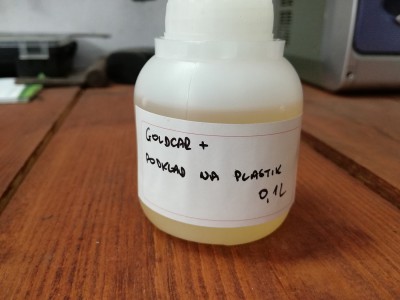 GOLDCAR +
PODKŁAD NA PLASTIK
0,1L